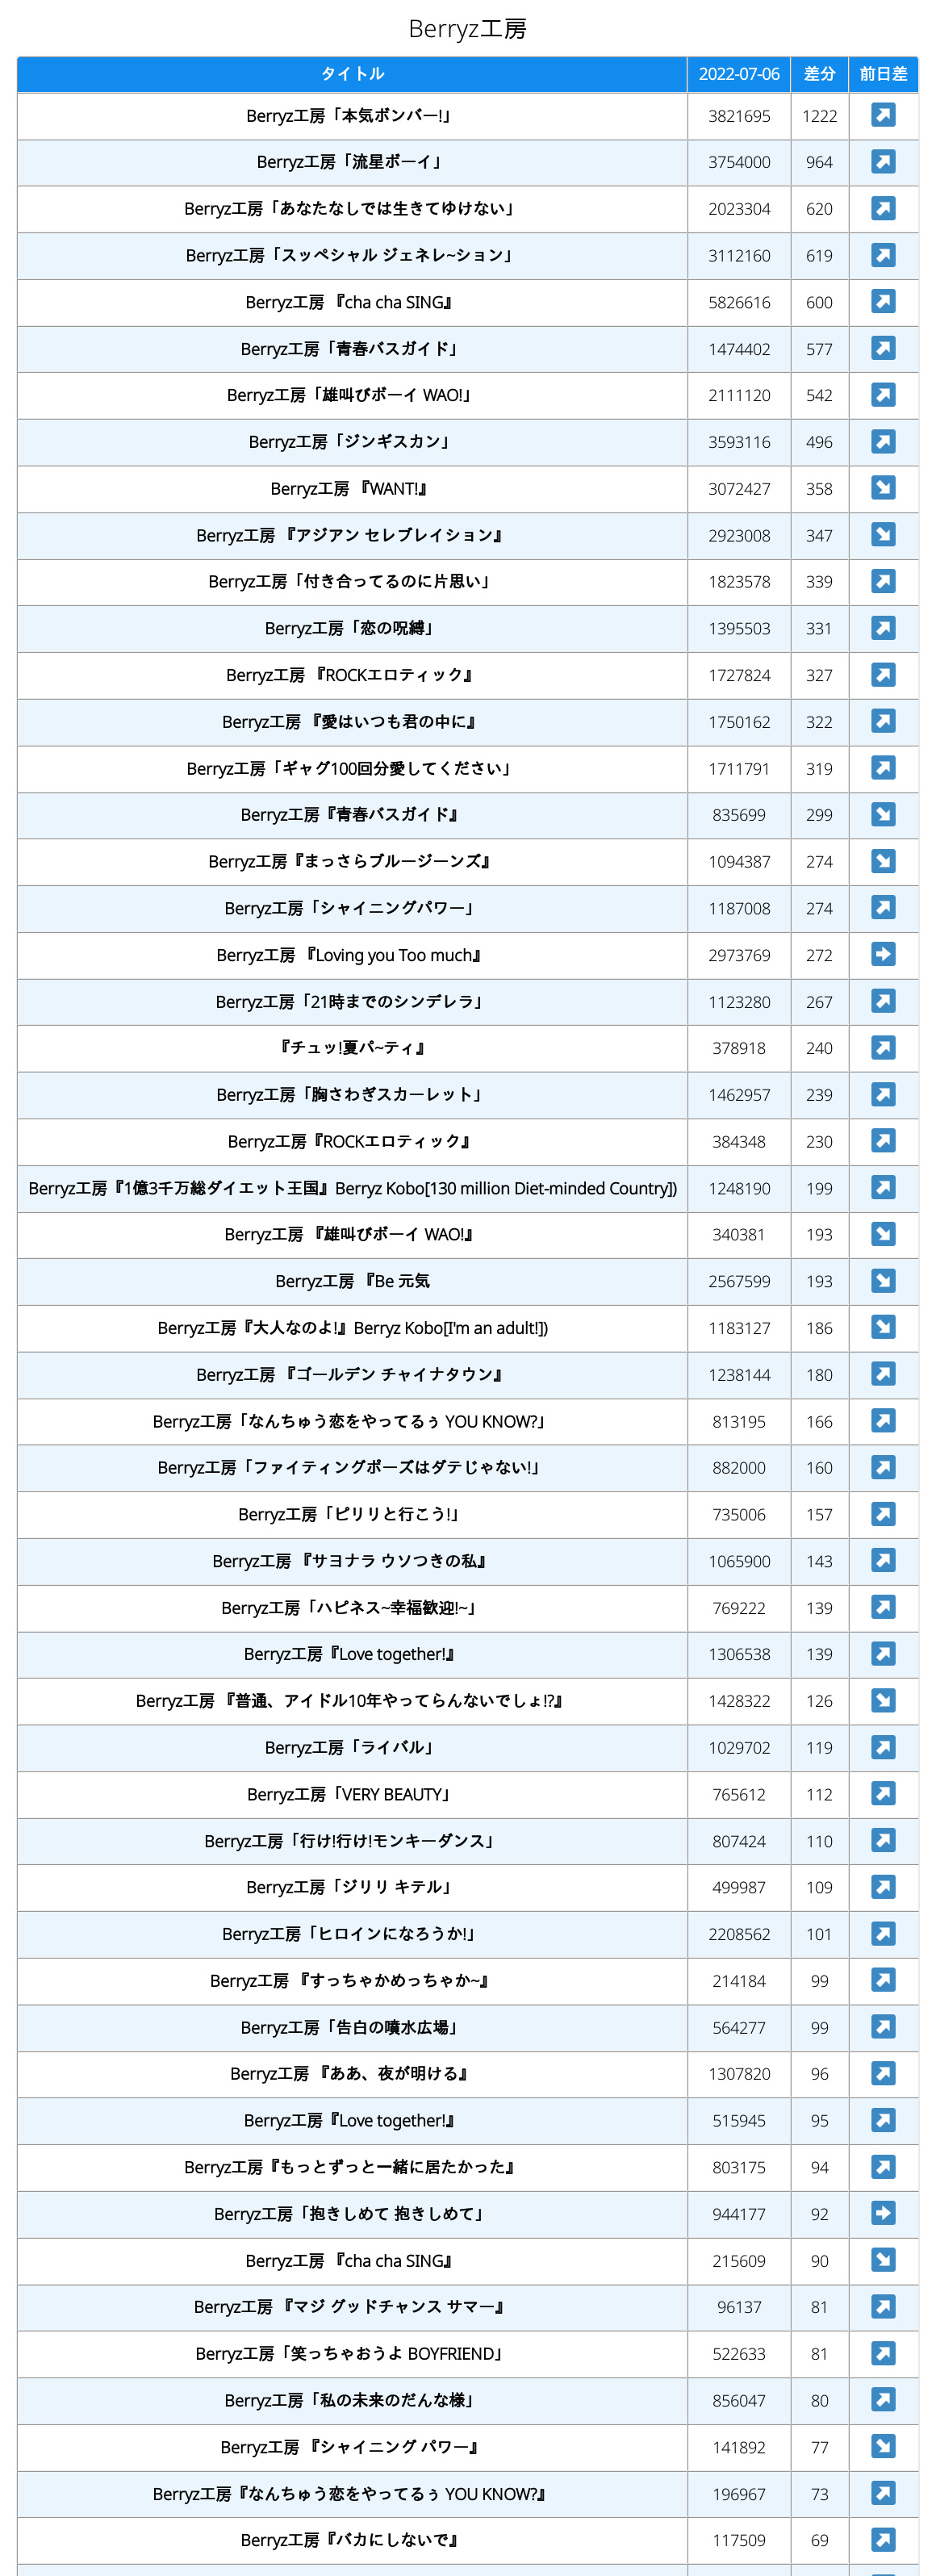 Berryz工房
タイトル 2022-07-06 差分 前日差
Berryz工房「本気ボンバー!」 3821695 1222
Berryz工房「流星ボーイ」 3754000 964
Berryz工房「あなたなしでは生きてゆけない」 2023304 620
Berryz工房「スッペシャル ジェネレ~ション」 3112160 619
Berryz工房 『cha cha SING』 5826616 600
Berryz工房「青春バスガイド」 1474402 577
Berryz工房「雄叫びボーイ WAO!」 2111120 542
Berryz工房「ジンギスカン」 3593116 496
Berryz工房 『WANT!』 3072427 358
Berryz工房 『アジアン セレブレイション』 2923008 347
Berryz工房「付き合ってるのに片思い」 1823578 339
Berryz工房「恋の呪縛」 1395503 331
Berryz工房 『ROCKエロティック』 1727824 327
Berryz工房 『愛はいつも君の中に』 1750162 322
Berryz工房「ギャグ100回分愛してください」 1711791 319
Berryz工房『青春バスガイド』 835699 299
Berryz工房『まっさらブルージーンズ』 1094387 274
Berryz工房「シャイニングパワー」 1187008 274
Berryz工房 『Loving you Too much』 2973769 272
Berryz工房「21時までのシンデレラ」 1123280 267
『チュッ!夏パ~ティ』 378918 240
Berryz工房「胸さわぎスカーレット」 1462957 239
Berryz工房『ROCKエロティック』 384348 230
Berryz工房『1億3千万総ダイエット王国』Berryz Kobo[130 million Diet-minded Country]) 1248190 199
Berryz工房 『雄叫びボーイ WAO!』 340381 193
Berryz工房 『Be 元気 2567599 193
Berryz工房『大人なのよ!』Berryz Kobo[I'm an adult!]) 1183127 186
Berryz工房 『ゴールデン チャイナタウン』 1238144 180
Berryz工房「なんちゅう恋をやってるぅ YOU KNOW?」 813195 166
Berryz工房「ファイティングポーズはダテじゃない!」 882000 160
Berryz工房「ピリリと行こう!」 735006 157
Berryz工房 『サヨナラ ウソつきの私』 1065900 143
Berryz工房「ハピネス~幸福歓迎!~」 769222 139
Berryz工房『Love together!』 1306538 139
Berryz工房 『普通、アイドル10年やってらんないでしょ!?』 1428322 126
Berryz工房「ライバル」 1029702 119
Berryz工房「VERY BEAUTY」 765612 112
Berryz工房「行け!行け!モンキーダンス」 807424 110
Berryz工房「ジリリ キテル」 499987 109
Berryz工房「ヒロインになろうか!」 2208562 101
Berryz工房 『すっちゃかめっちゃか~』 214184 99
Berryz工房「告白の噴水広場」 564277 99
Berryz工房 『ああ、夜が明ける』 1307820 96
Berryz工房『Love together!』 515945 95
Berryz工房『もっとずっと一緒に居たかった』 803175 94
Berryz工房「抱きしめて 抱きしめて」 944177 92
Berryz工房 『cha cha SING』 215609 90
Berryz工房 『マジ グッドチャンス サマー』 96137 81
Berryz工房「笑っちゃおうよ BOYFRIEND」 522633 81
Berryz工房「私の未来のだんな様」 856047 80
Berryz工房 『シャイニング パワー』 141892 77
Berryz工房『なんちゅう恋をやってるぅ YOU KNOW?』 196967 73
Berryz工房『バカにしないで』 117509 69